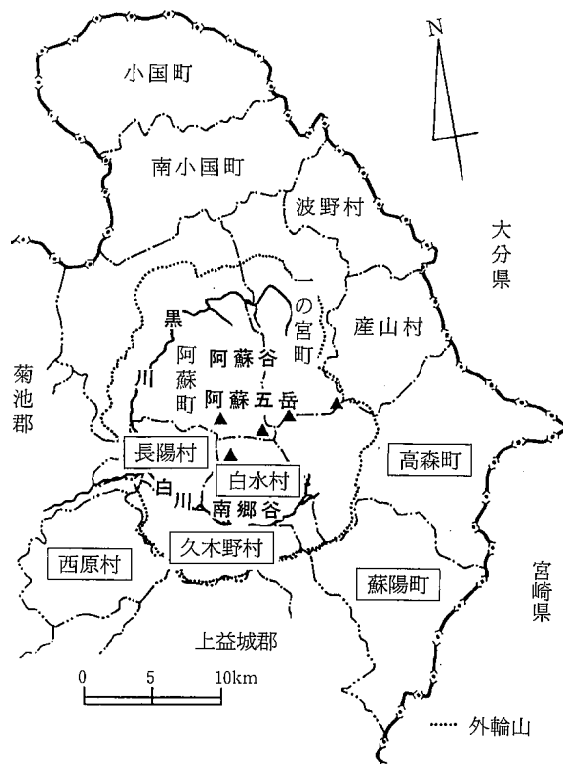 小国町
N
南小国町
波野村
大分県
一の宮町
産山村
黒川
阿蘇谷
阿蘇町
菊池郡
阿蘇五岳
長陽村
高森町
白水村
白川
南郷谷
久木野村
西原村
蘇陽町
宮崎県
上益城郡
0 5 10km
外輪山